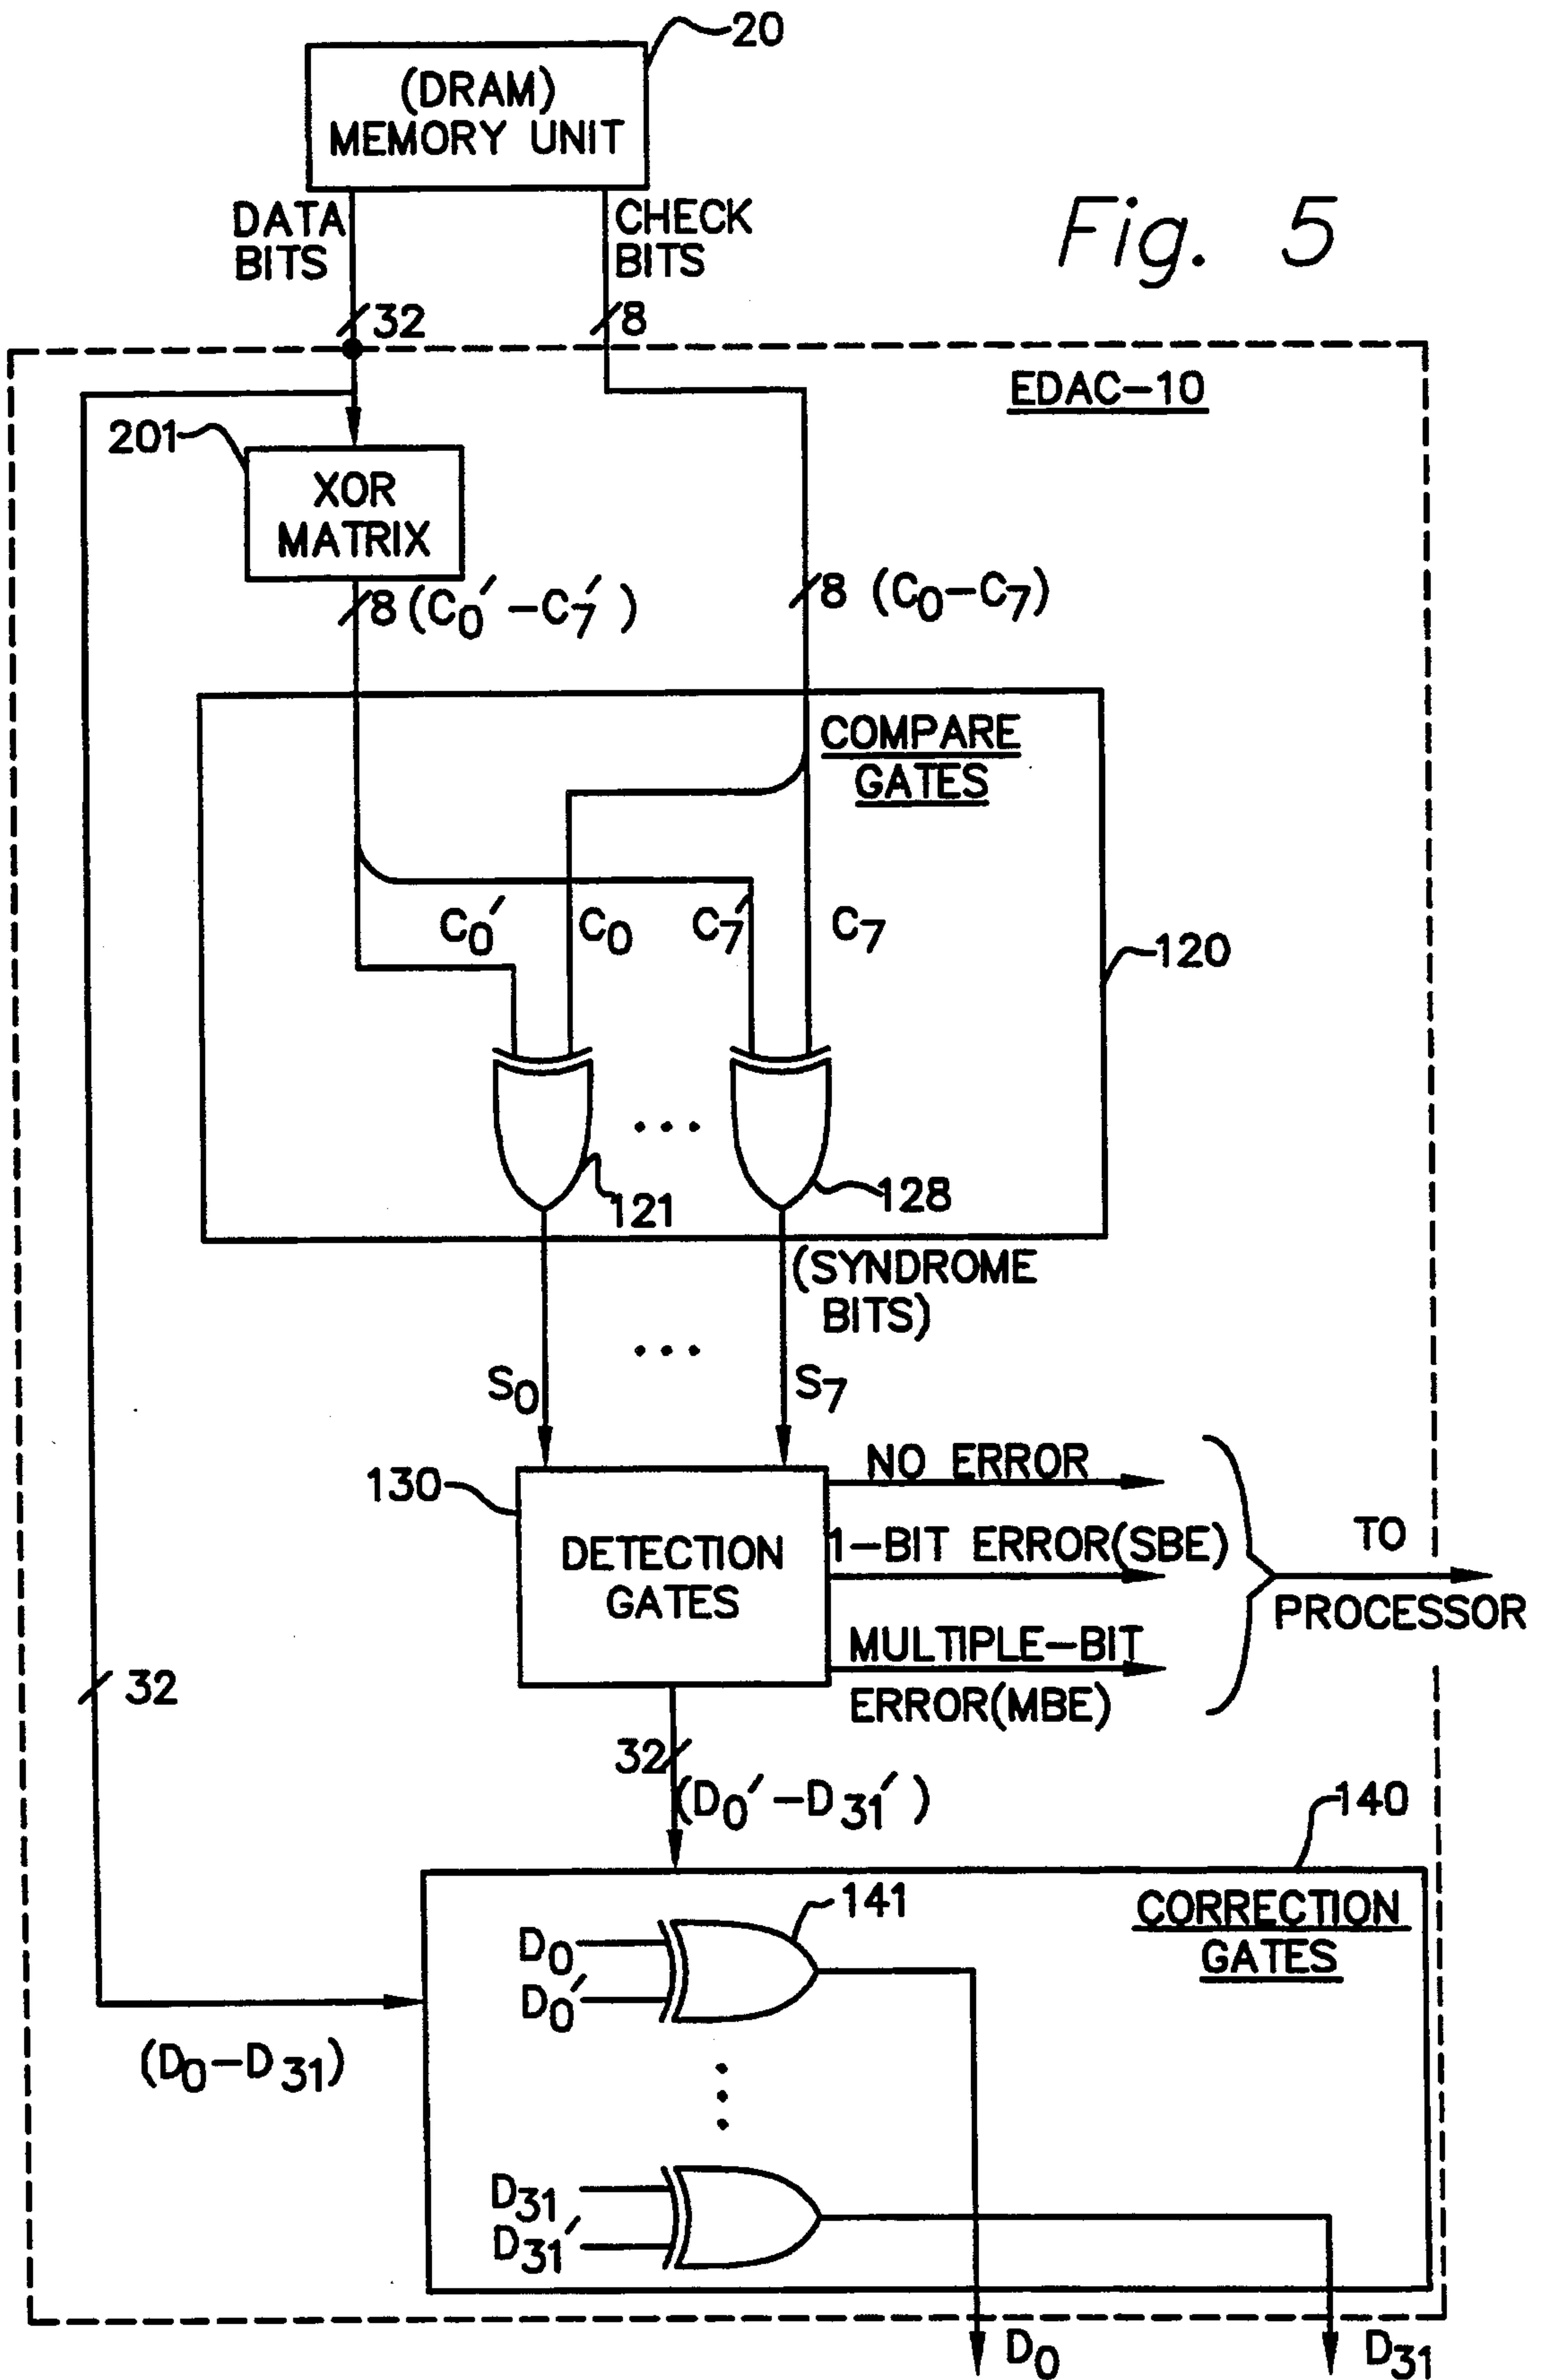 20
(DRAM)
MEMORY UNIT
DATA
BITS
CHECK
BITS
Fig. 5
32
8
EDAC-10
201
XOR
MATRIX
8 (C0'-C7')
8 (C0-C7)
COMPARE
GATES
C0'
C0
C7'
C7
120
121
128
(SYNDROME
BITS)
S0
S7
130
DETECTION
GATES
NO ERROR
1-BIT ERROR(SBE)
MULTIPLE-BIT
ERROR(MBE)
TO
PROCESSOR
32
32
(D0'-D31')
140
CORRECTION
GATES
141
D0
D0'
(D0-D31)
D31
D31'
D0
D31